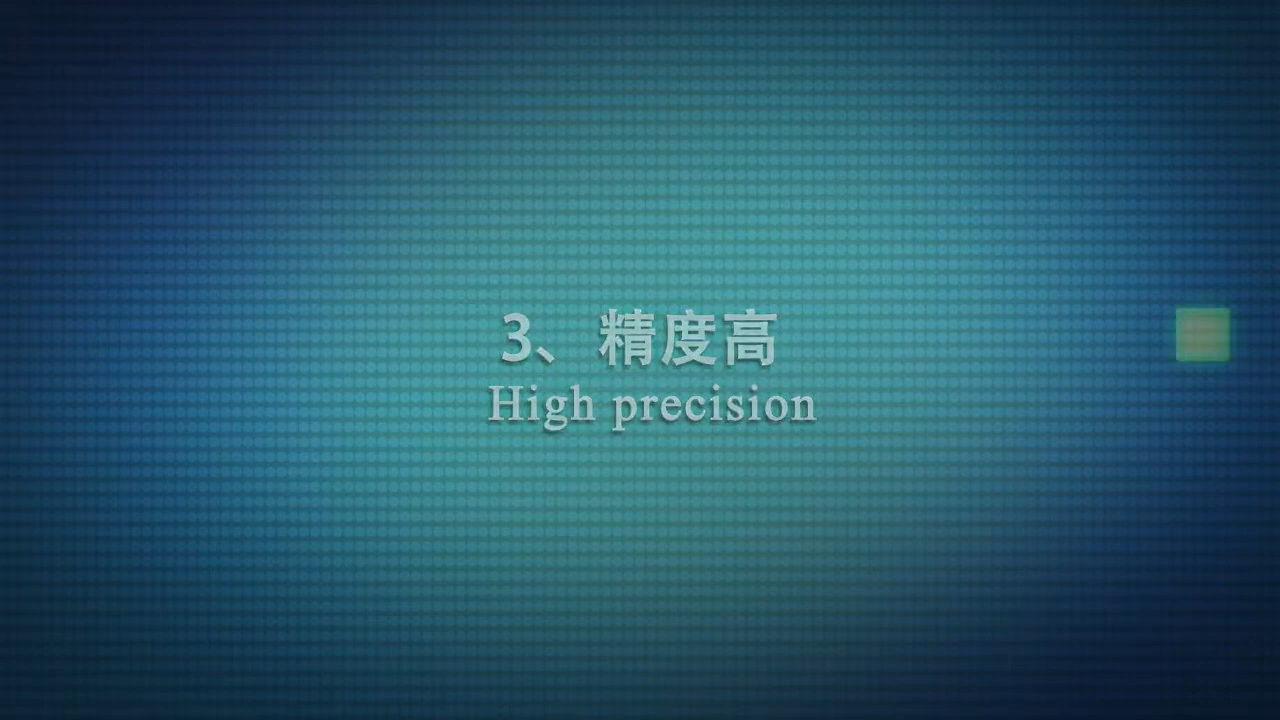 3、精度高
High precision